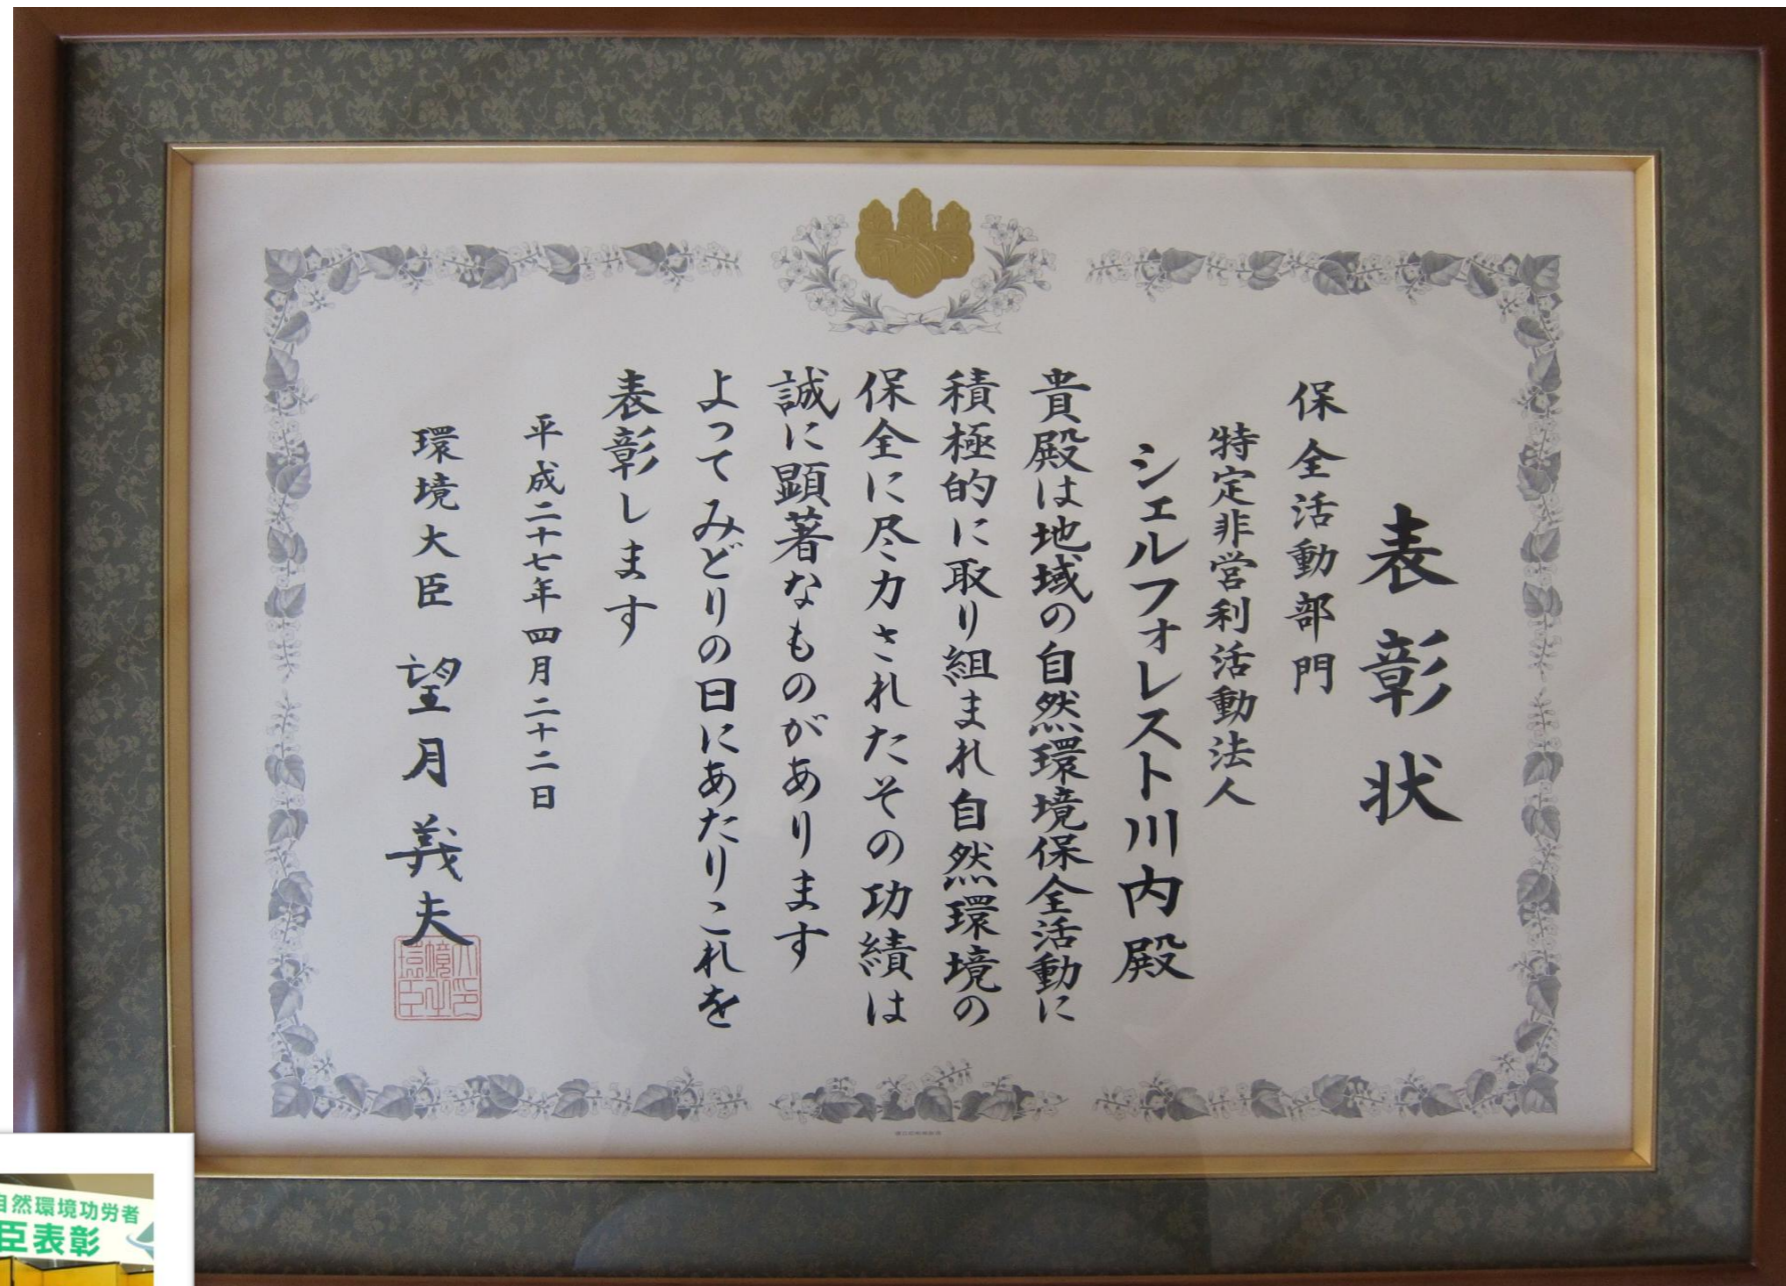 表彰状
保全活動部門
特定非営利活動法人
シェルフォレスト川内殿
貴殿は地域の自然環境保全活動に
積極的に取り組まれ自然環境の
保全に尽力されたその功績は
誠に顕著なものがあります
よってみどりの日にあたりこれを
表彰します
平成二十七年四月二十二日
環境大臣 望月義夫
自然環境功労者
臣表彰